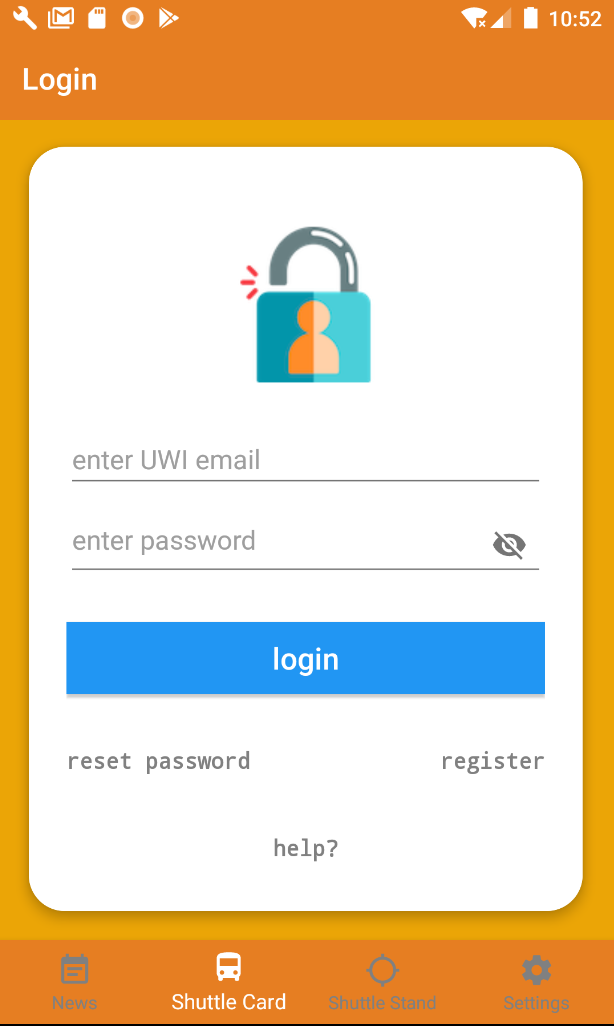 10:52
Login
enter UWI email
enter password
login
reset password register
help?
News Shuttle Card Shuttle Stand Settings